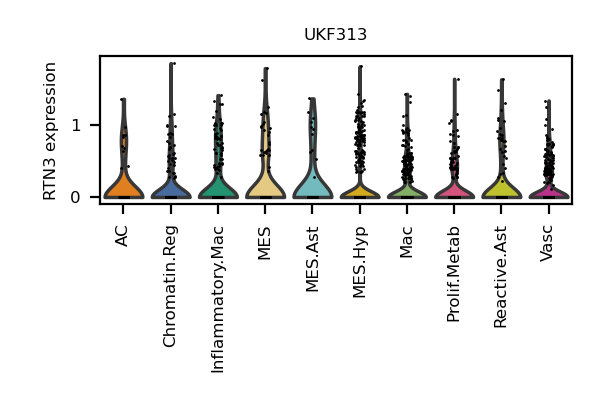 UKF313
RTN3 expression
1
0
AC
Chromatin.Reg
Inflammatory.Mac
MES
MES.Ast
MES.Hyp
Mac
Prolif.Metab
Reactive.Ast
Vasc